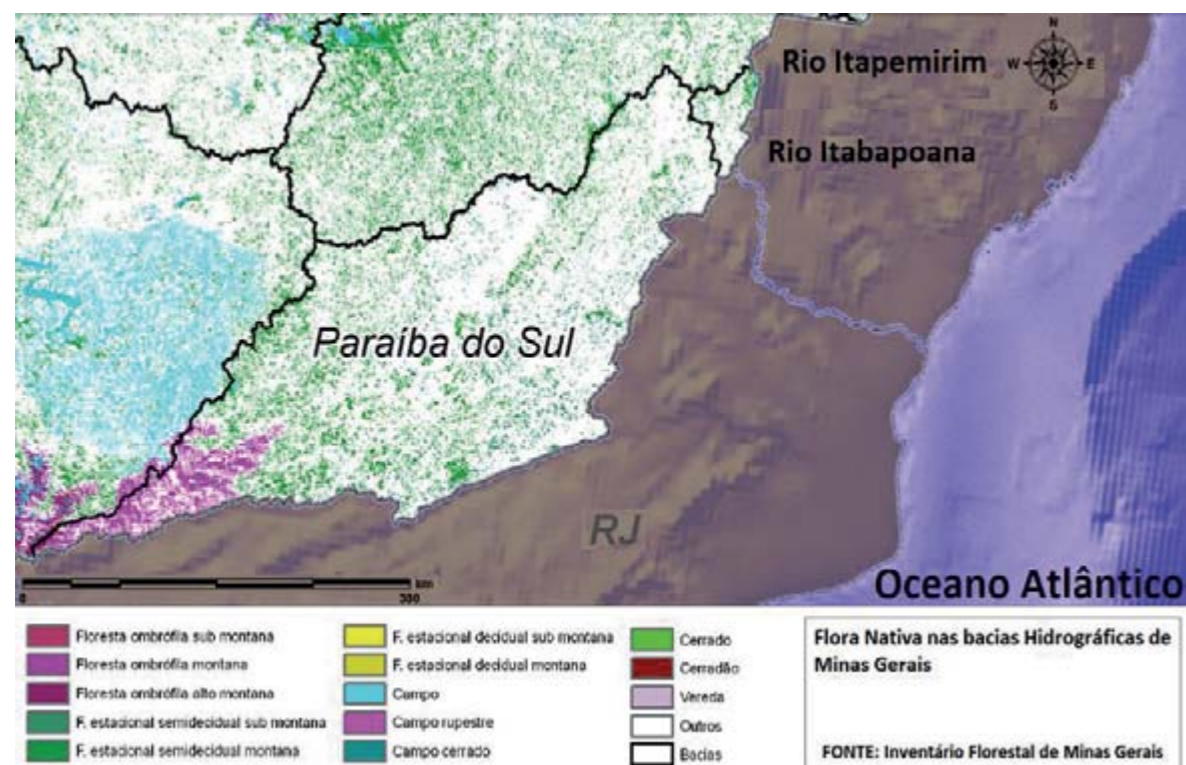 Rio Itapemirim
N
W
E
S
Rio Itabapoana
Paraíba do Sul
RJ
Oceano Atlântico
km
0
300
Floresta ombrófila sub montana
Floresta ombrófila montana
Floresta ombrófila alto montana
F. estacional semidecidual sub montana
F. estacional semidecidual montana
F. estacional decidual sub montana
F. estacional decidual montana
Campo
Campo rupestre
Campo cerrado
Cerrado
Cerradão
Vereda
Outros
Bacias
Flora Nativa nas bacias Hidrográficas de
Minas Gerais
FONTE: Inventário Florestal de Minas Gerais